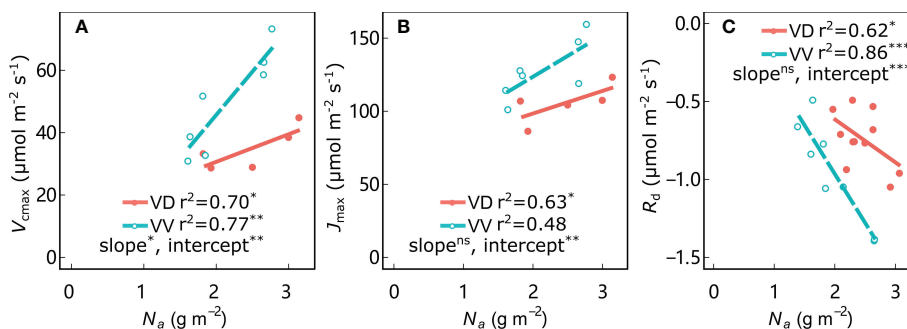 A
V_cmax (μmol m⁻² s⁻¹)
60
40
20
0
VD r²=0.70*
VV r²=0.77**
slope*, intercept**
0 1 2 3
N_a (g m⁻²)
B
J_max (μmol m⁻² s⁻¹)
150
100
50
0
VD r²=0.63*
VV r²=0.48
slope^ns, intercept**
0 1 2 3
N_a (g m⁻²)
C
R_d (μmol m⁻² s⁻¹)
0.0
−0.5
−1.0
−1.5
VD r²=0.62*
VV r²=0.86***
slope^ns, intercept***
0 1 2 3
N_a (g m⁻²)